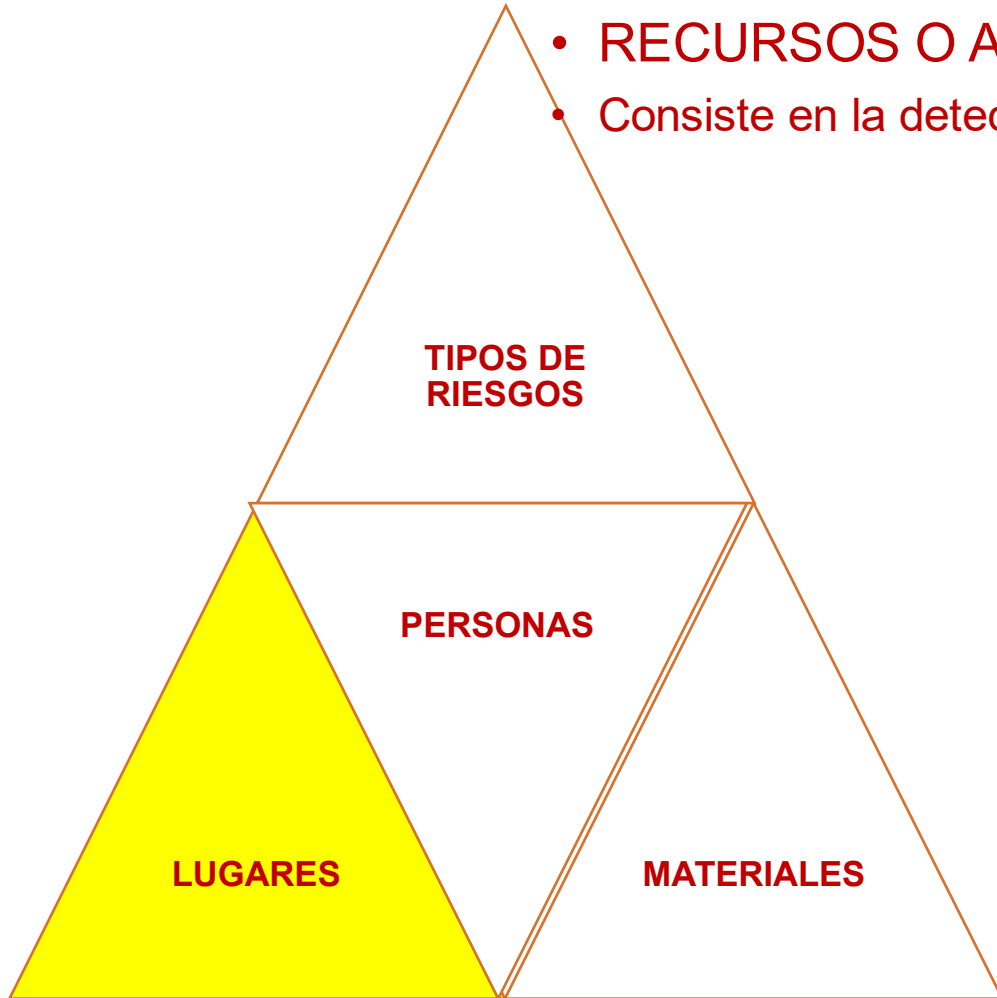 • RECURSOS O A
• Consiste en la detec
TIPOS DE
RIESGOS
PERSONAS
LUGARES
MATERIALES